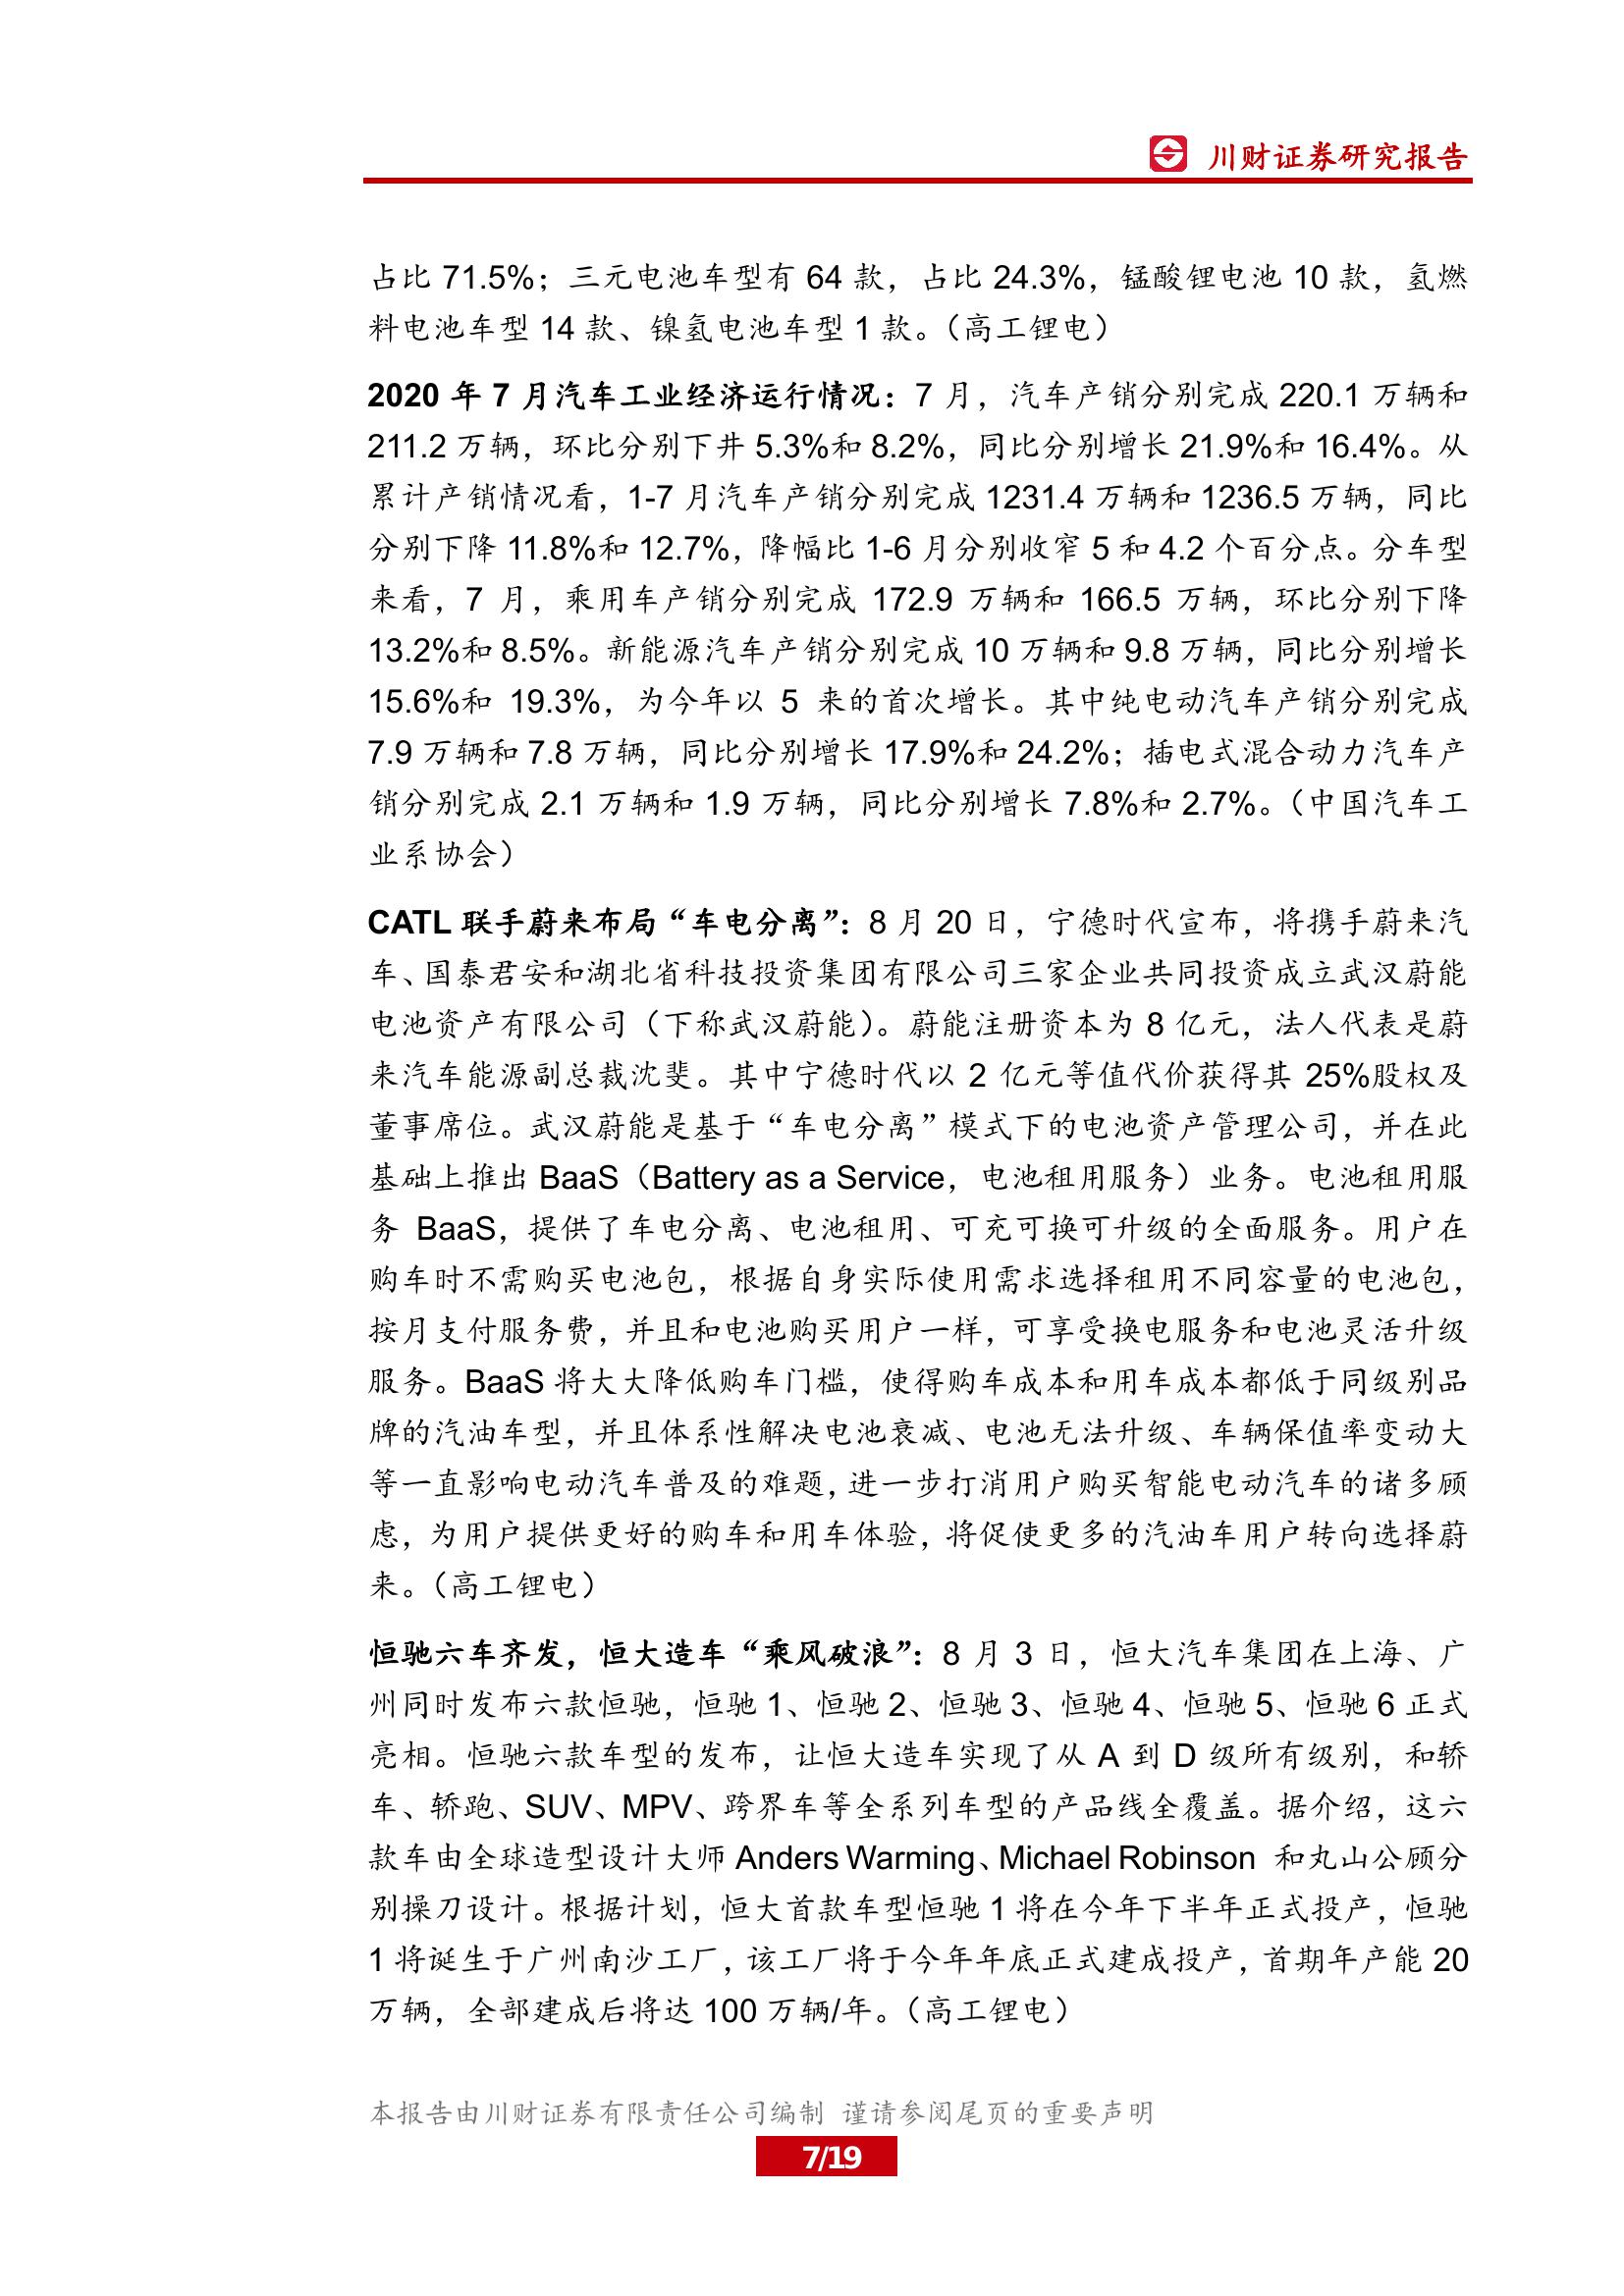 川财证券研究报告
占比 71.5%；三元电池车型有 64 款，占比 24.3%，锰酸锂电池 10 款，氢燃
料电池车型 14 款、镍氢电池车型 1 款。（高工锂电）
2020 年 7 月汽车工业经济运行情况：7 月，汽车产销分别完成 220.1 万辆和
211.2 万辆，环比分别下井 5.3%和 8.2%，同比分别增长 21.9%和 16.4%。从
累计产销情况看，1-7 月汽车产销分别完成 1231.4 万辆和 1236.5 万辆，同比
分别下降 11.8%和 12.7%，降幅比 1-6 月分别收窄 5 和 4.2 个百分点。分车型
来看，7 月，乘用车产销分别完成 172.9 万辆和 166.5 万辆，环比分别下降
13.2%和 8.5%。新能源汽车产销分别完成 10 万辆和 9.8 万辆，同比分别增长
15.6%和 19.3%，为今年以 5 来的首次增长。其中纯电动汽车产销分别完成
7.9 万辆和 7.8 万辆，同比分别增长 17.9%和 24.2%；插电式混合动力汽车产
销分别完成 2.1 万辆和 1.9 万辆，同比分别增长 7.8%和 2.7%。（中国汽车工
业系协会）
CATL 联手蔚来布局“车电分离”：8 月 20 日，宁德时代宣布，将携手蔚来汽
车、国泰君安和湖北省科技投资集团有限公司三家企业共同投资成立武汉蔚能
电池资产有限公司（下称武汉蔚能）。蔚能注册资本为 8 亿元，法人代表是蔚
来汽车能源副总裁沈斐。其中宁德时代以 2 亿元等值代价获得其 25%股权及
董事席位。武汉蔚能是基于“车电分离”模式下的电池资产管理公司，并在此
基础上推出 BaaS（Battery as a Service，电池租用服务）业务。电池租用服
务 BaaS，提供了车电分离、电池租用、可充可换可升级的全面服务。用户在
购车时不需购买电池包，根据自身实际使用需求选择租用不同容量的电池包，
按月支付服务费，并且和电池购买用户一样，可享受换电服务和电池灵活升级
服务。BaaS 将大大降低购车门槛，使得购车成本和用车成本都低于同级别品
牌的汽油车型，并且体系性解决电池衰减、电池无法升级、车辆保值率变动大
等一直影响电动汽车普及的难题，进一步打消用户购买智能电动汽车的诸多顾
虑，为用户提供更好的购车和用车体验，将促使更多的汽油车用户转向选择蔚
来。（高工锂电）
恒驰六车齐发，恒大造车“乘风破浪”：8 月 3 日，恒大汽车集团在上海、广
州同时发布六款恒驰，恒驰 1、恒驰 2、恒驰 3、恒驰 4、恒驰 5、恒驰 6 正式
亮相。恒驰六款车型的发布，让恒大造车实现了从 A 到 D 级所有级别，和轿
车、轿跑、SUV、MPV、跨界车等全系列车型的产品线全覆盖。据介绍，这六
款车由全球造型设计大师 Anders Warming、Michael Robinson 和丸山公顾分
别操刀设计。根据计划，恒大首款车型恒驰 1 将在今年下半年正式投产，恒驰
1 将诞生于广州南沙工厂，该工厂将于今年年底正式建成投产，首期年产能 20
万辆，全部建成后将达 100 万辆/年。（高工锂电）
本报告由川财证券有限责任公司编制 谨请参阅尾页的重要声明
7/19